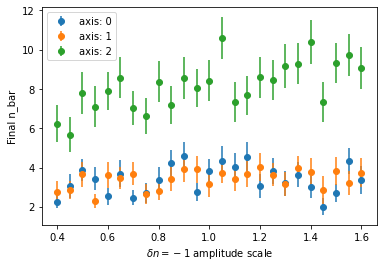 12
10
8
6
4
2
Final n_bar
axis: 0
axis: 1
axis: 2
0.4 0.6 0.8 1.0 1.2 1.4 1.6
δn = −1 amplitude scale